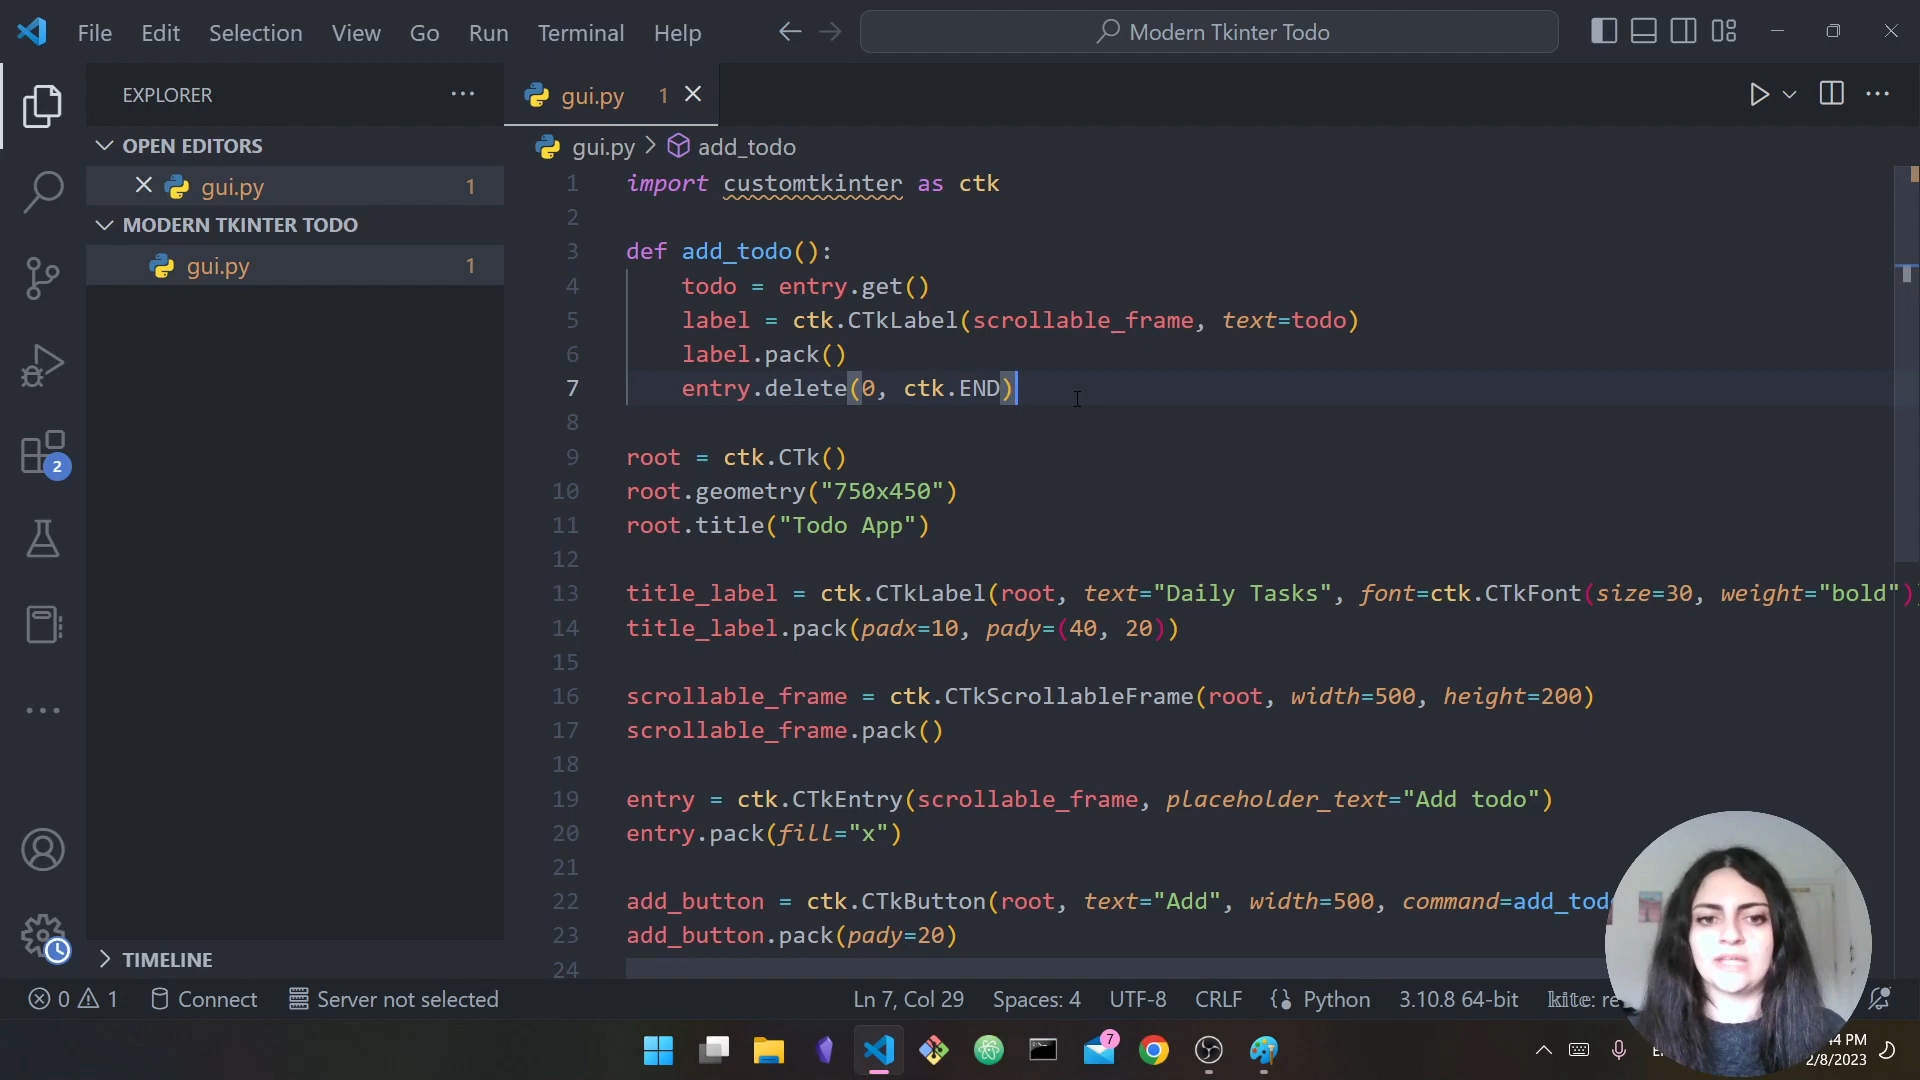 File Edit Selection View Go Run Terminal Help
Modern Tkinter Todo
EXPLORER
OPEN EDITORS
gui.py 1
MODERN TKINTER TODO
gui.py 1
2
TIMELINE
gui.py 1
gui.py > add_todo
1 import customtkinter as ctk
2
3 def add_todo():
4 todo = entry.get()
5 label = ctk.CTkLabel(scrollable_frame, text=todo)
6 label.pack()
7 entry.delete(0, ctk.END)
8
9 root = ctk.CTk()
10 root.geometry("750x450")
11 root.title("Todo App")
12
13 title_label = ctk.CTkLabel(root, text="Daily Tasks", font=ctk.CTkFont(size=30, weight="bold")
14 title_label.pack(padx=10, pady=(40, 20))
15
16 scrollable_frame = ctk.CTkScrollableFrame(root, width=500, height=200)
17 scrollable_frame.pack()
18
19 entry = ctk.CTkEntry(scrollable_frame, placeholder_text="Add todo")
20 entry.pack(fill="x")
21
22 add_button = ctk.CTkButton(root, text="Add", width=500, command=add_tod
23 add_button.pack(pady=20)
24
0 1 Connect Server not selected Ln 7, Col 29 Spaces: 4 UTF-8 CRLF Python 3.10.8 64-bit kite: re
7
4 PM
2/8/2023